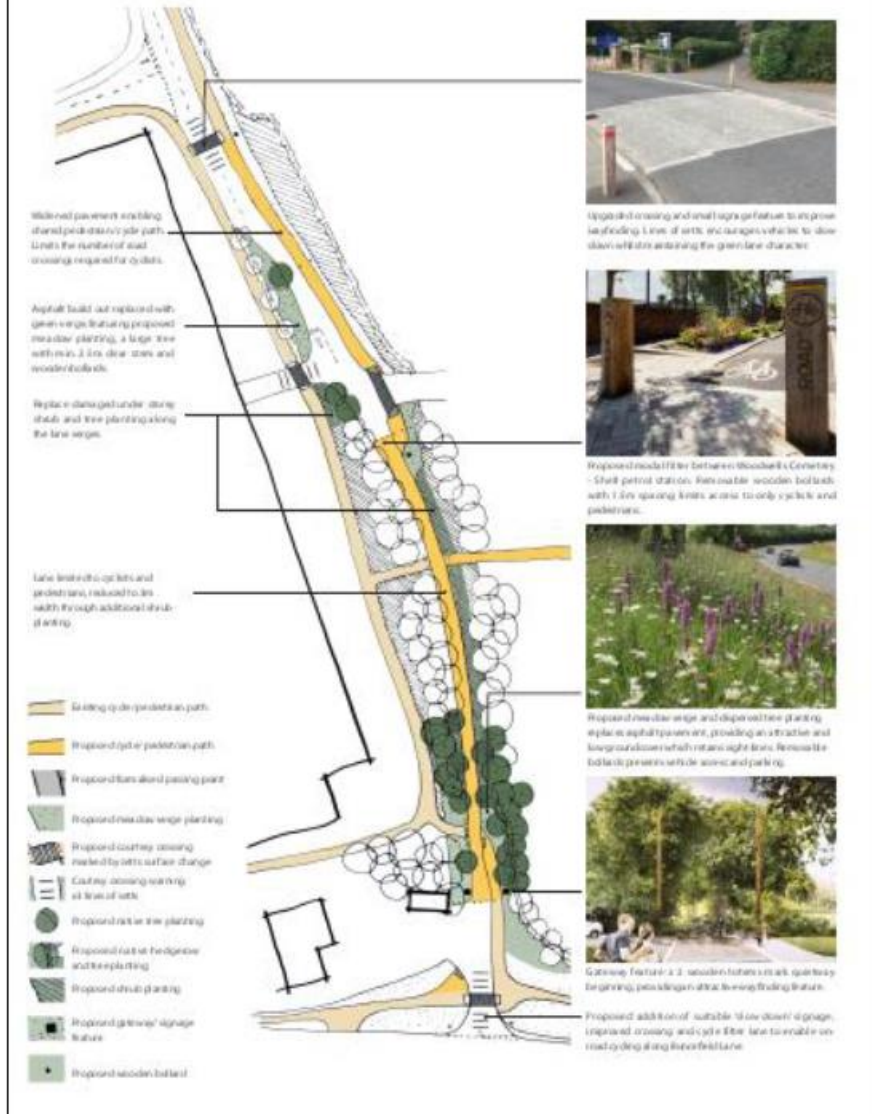 Widened pavement enabling
shared pedestrian/cycle path.
Limits the number of road
crossings required for cyclists.
Asphalt build out replaced with
green verge featuring proposed
meadow planting, a large tree
with min. 2.5m clear stem and
wooden bollards.
Replace damaged under storey
shrub and tree planting along
the lane verges.
Lane limited to cyclists and
pedestrians, reduced to 3m
width through additional shrub
planting.
Existing cycle/pedestrian path
Proposed cycle/ pedestrian path
Proposed formalised passing point
Proposed meadow verge planting
Proposed courtesy crossing
marked by setts surface change
Courtesy crossing warning
x3 lines of setts
Proposed native tree planting
Proposed native hedgerow
and tree planting
Proposed shrub planting
Proposed gateway/ signage
feature
Proposed wooden bollard
Upgraded crossing and small signage feature to improve
wayfinding. Lines of setts encourages vehicles to slow
down whilst maintaining the green lane character.
ROAD
Proposed modal filter between Woodwells Cemetery
- Shell petrol station. Removable wooden bollards
with 1.5m spacing limits access to only cyclists and
pedestrians.
Proposed meadow verge and dispersed tree planting
replaces asphalt pavement, providing an attractive and
low groundcover which retains sight lines. Removable
bollards prevents vehicle access and parking.
Gateway feature: x 2 wooden totems mark quietway
beginning, providing an attractive wayfinding feature.
Proposed addition of suitable 'slow down' signage,
improved crossing and cycle filter lane to enable on-
road cycling along Buncefield Lane.